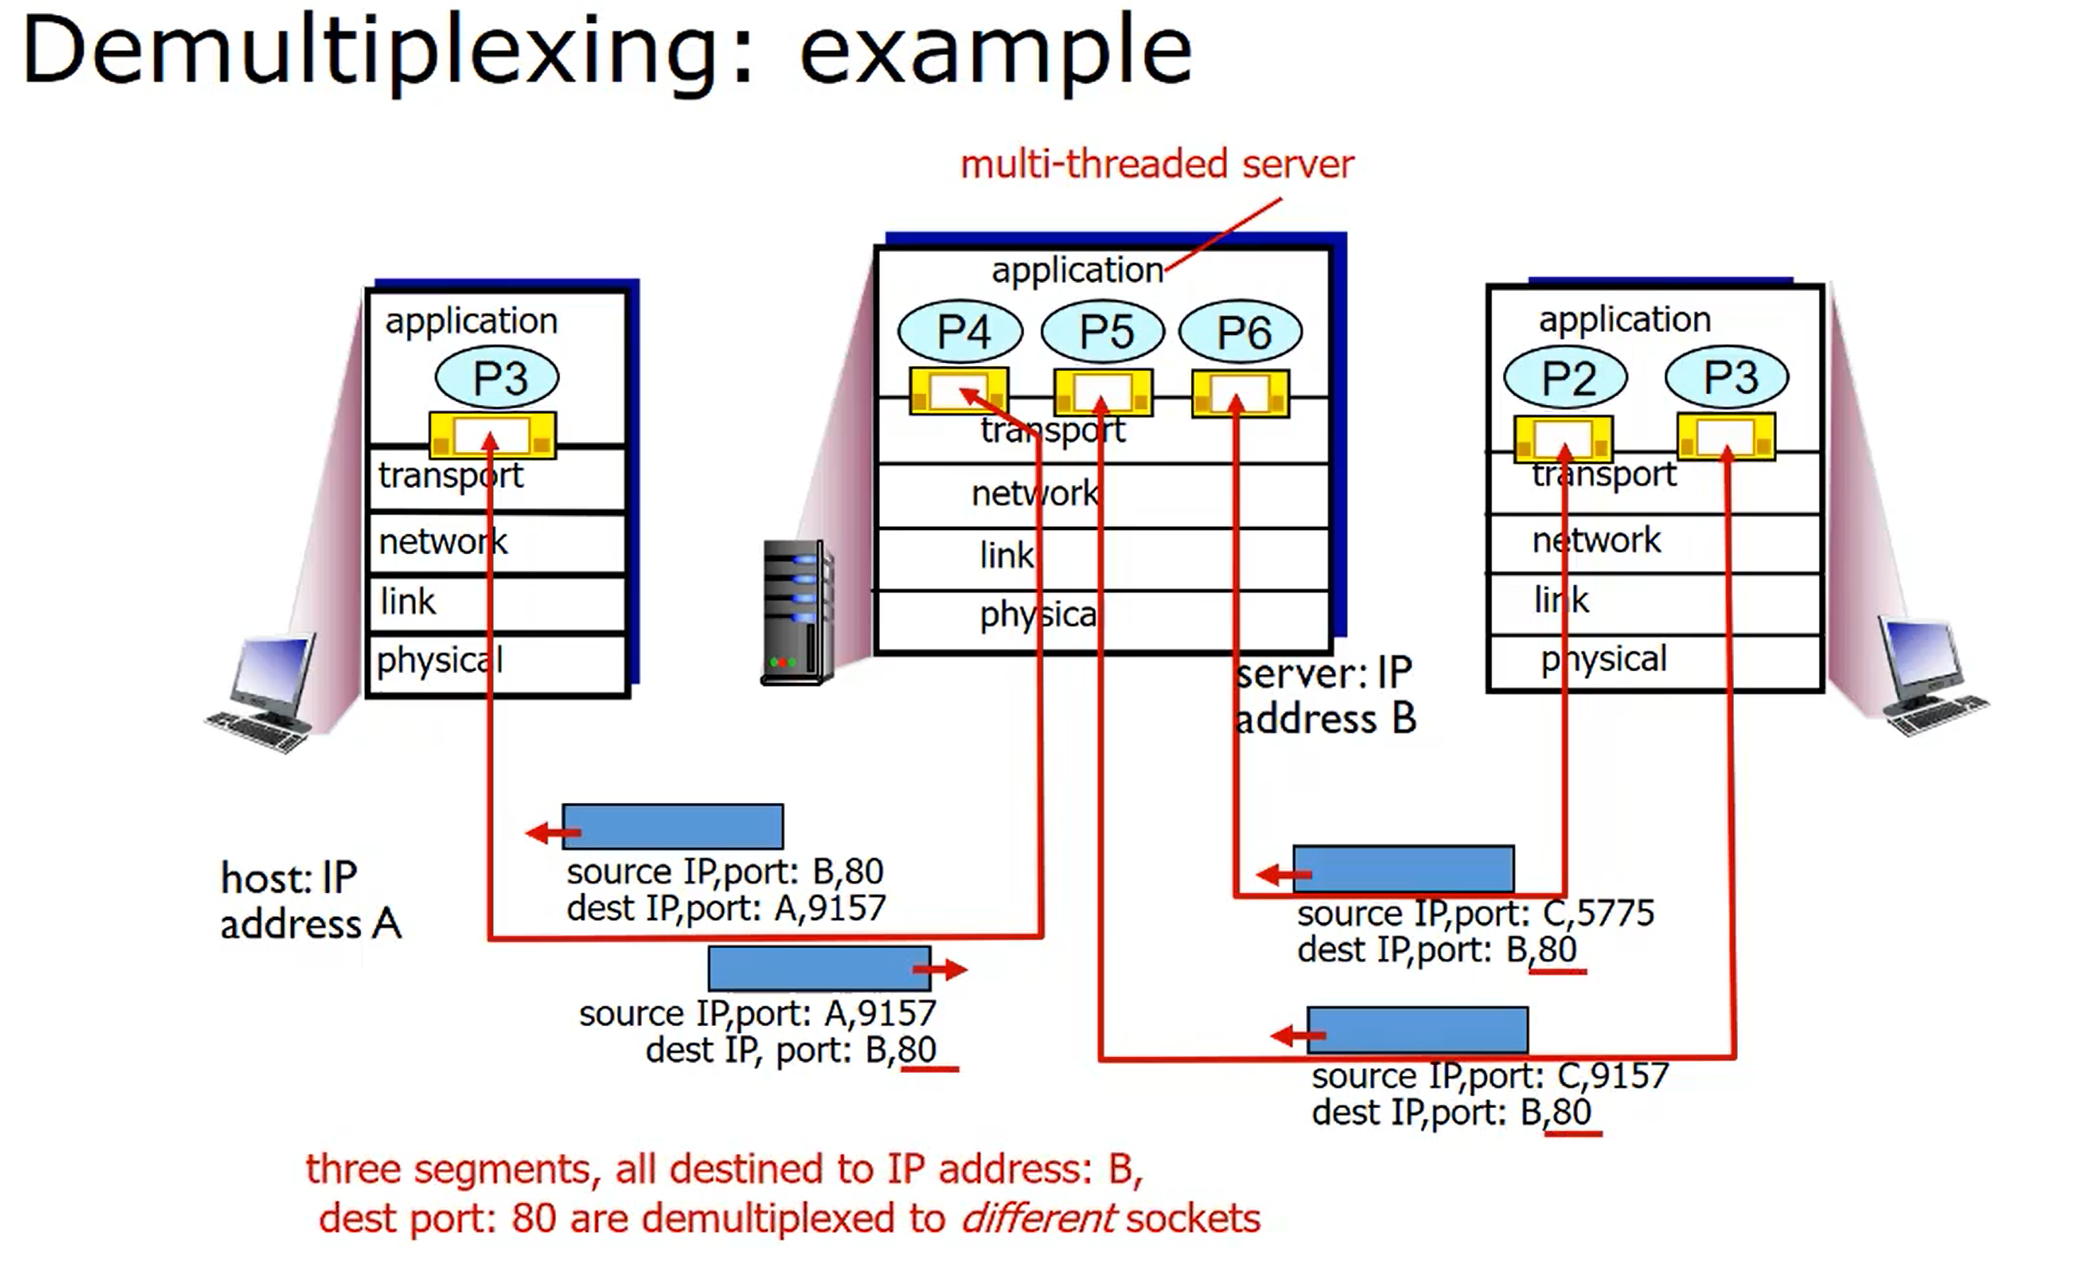 Demultiplexing: example
multi-threaded server
application
P3
transport
network
link
physical
host: IP
address A
application
P4
P5
P6
transport
network
link
physica
server: IP
address B
application
P2
P3
transport
network
link
physical
source IP,port: B,80
dest IP,port: A,9157
source IP,port: A,9157
dest IP, port: B,80
source IP,port: C,5775
dest IP,port: B,80
source IP,port: C,9157
dest IP,port: B,80
three segments, all destined to IP address: B,
dest port: 80 are demultiplexed to different sockets